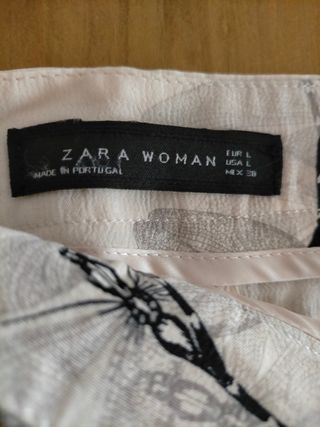 ZARA WOMAN
MADE IN PORTUGAL
EUR L
USA L
MEX 30